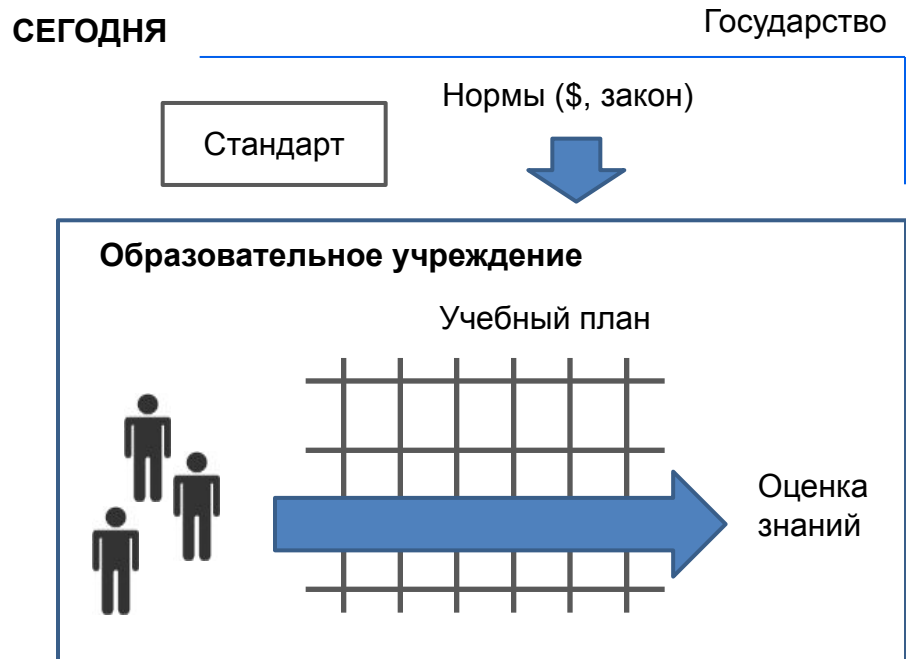 СЕГОДНЯ
Государство
Нормы ($, закон)
Стандарт
Образовательное учреждение
Учебный план
Оценка
знаний